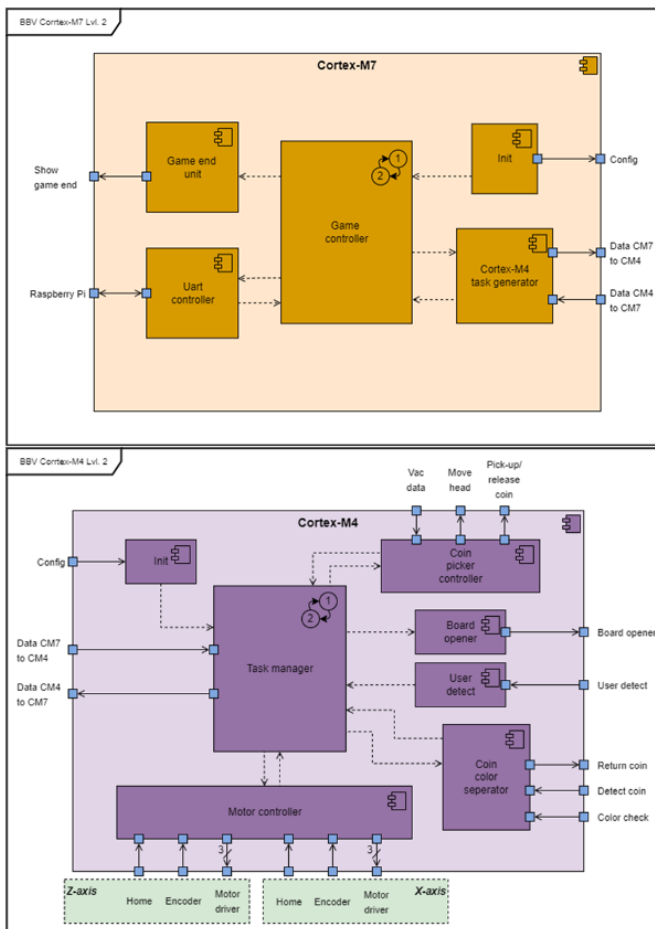 BBV Corrtex-M7 Lvl. 2
Cortex-M7
Game end
unit
1
2
Init
Show
game end
Config
Game
controller
Data CM7
to CM4
Cortex-M4
task generator
Raspberry Pi
Uart
controller
Data CM4
to CM7
BBV Corrtex-M4 Lvl. 2
Vac
data
Move
head
Pick-up/
release
coin
Cortex-M4
Config
Init
Coin
picker
controller
1
2
Board
opener
Board opener
Data CM7
to CM4
Task manager
User
detect
User detect
Data CM4
to CM7
Coin
color
seperator
Return coin
Detect coin
Color check
Motor controller
3
3
Z-axis
Home
Encoder
Motor
driver
Home
Encoder
Motor
driver
X-axis